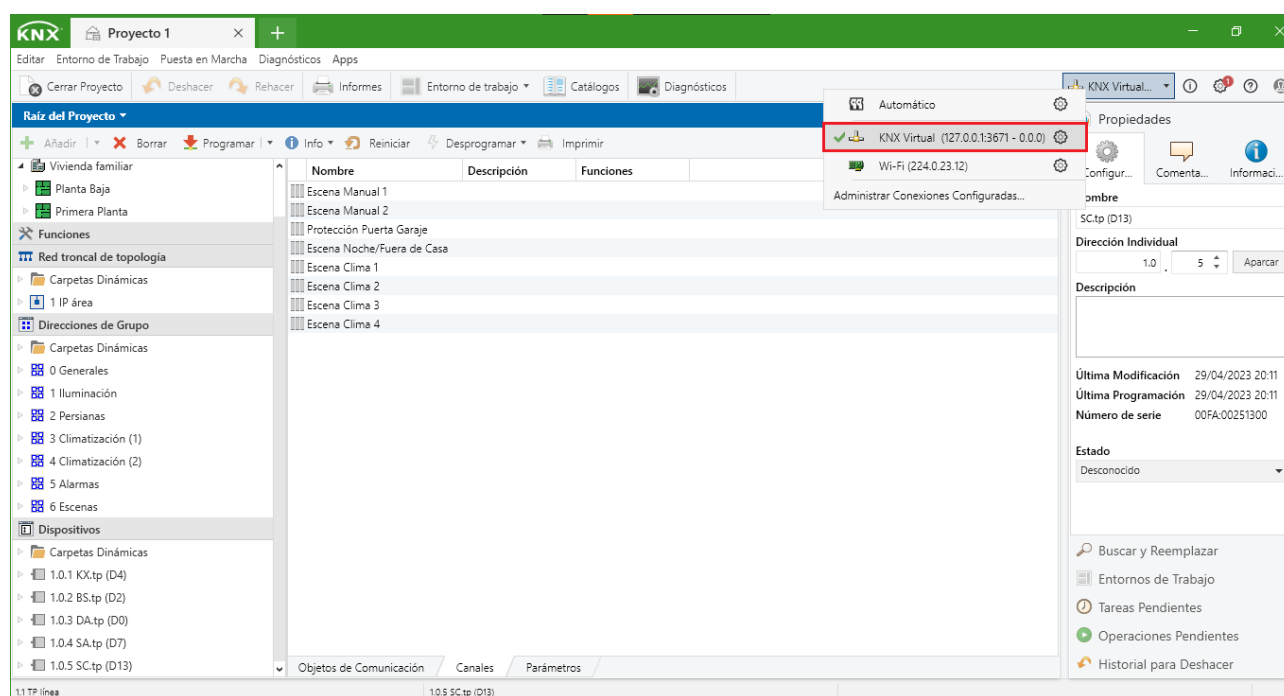 KNX Proyecto 1
Editar Entorno de Trabajo Puesta en Marcha Diagnósticos Apps
Cerrar Proyecto Deshacer Rehacer Informes Entorno de trabajo Catálogos Diagnósticos KNX Virtual... 1
Raíz del Proyecto
Añadir Borrar Programar Info Reiniciar Desprogramar Imprimir
Vivienda familiar
Planta Baja
Primera Planta
Funciones
Red troncal de topología
Carpetas Dinámicas
1 IP área
Direcciones de Grupo
Carpetas Dinámicas
0 Generales
1 Iluminación
2 Persianas
3 Climatización (1)
4 Climatización (2)
5 Alarmas
6 Escenas
Dispositivos
Carpetas Dinámicas
1.0.1 KX.tp (D4)
1.0.2 BS.tp (D2)
1.0.3 DA.tp (D0)
1.0.4 SA.tp (D7)
1.0.5 SC.tp (D13)
Nombre Descripción Funciones
Escena Manual 1
Escena Manual 2
Protección Puerta Garaje
Escena Noche/Fuera de Casa
Escena Clima 1
Escena Clima 2
Escena Clima 3
Escena Clima 4
Objetos de Comunicación Canales Parámetros
Automático
KNX Virtual (127.0.0.1:3671 - 0.0.0)
Wi-Fi (224.0.23.12)
Administrar Conexiones Configuradas...
Propiedades
Configur... Comenta... Informaci...
ombre
SC.tp (D13)
Dirección Individual
1.0 . 5 Aparcar
Descripción
Última Modificación 29/04/2023 20:11
Última Programación 29/04/2023 20:11
Número de serie 00FA:00251300
Estado
Desconocido
Buscar y Reemplazar
Entornos de Trabajo
Tareas Pendientes
Operaciones Pendientes
Historial para Deshacer
1.1 TP línea 1.0.5 SC.tp (D13)